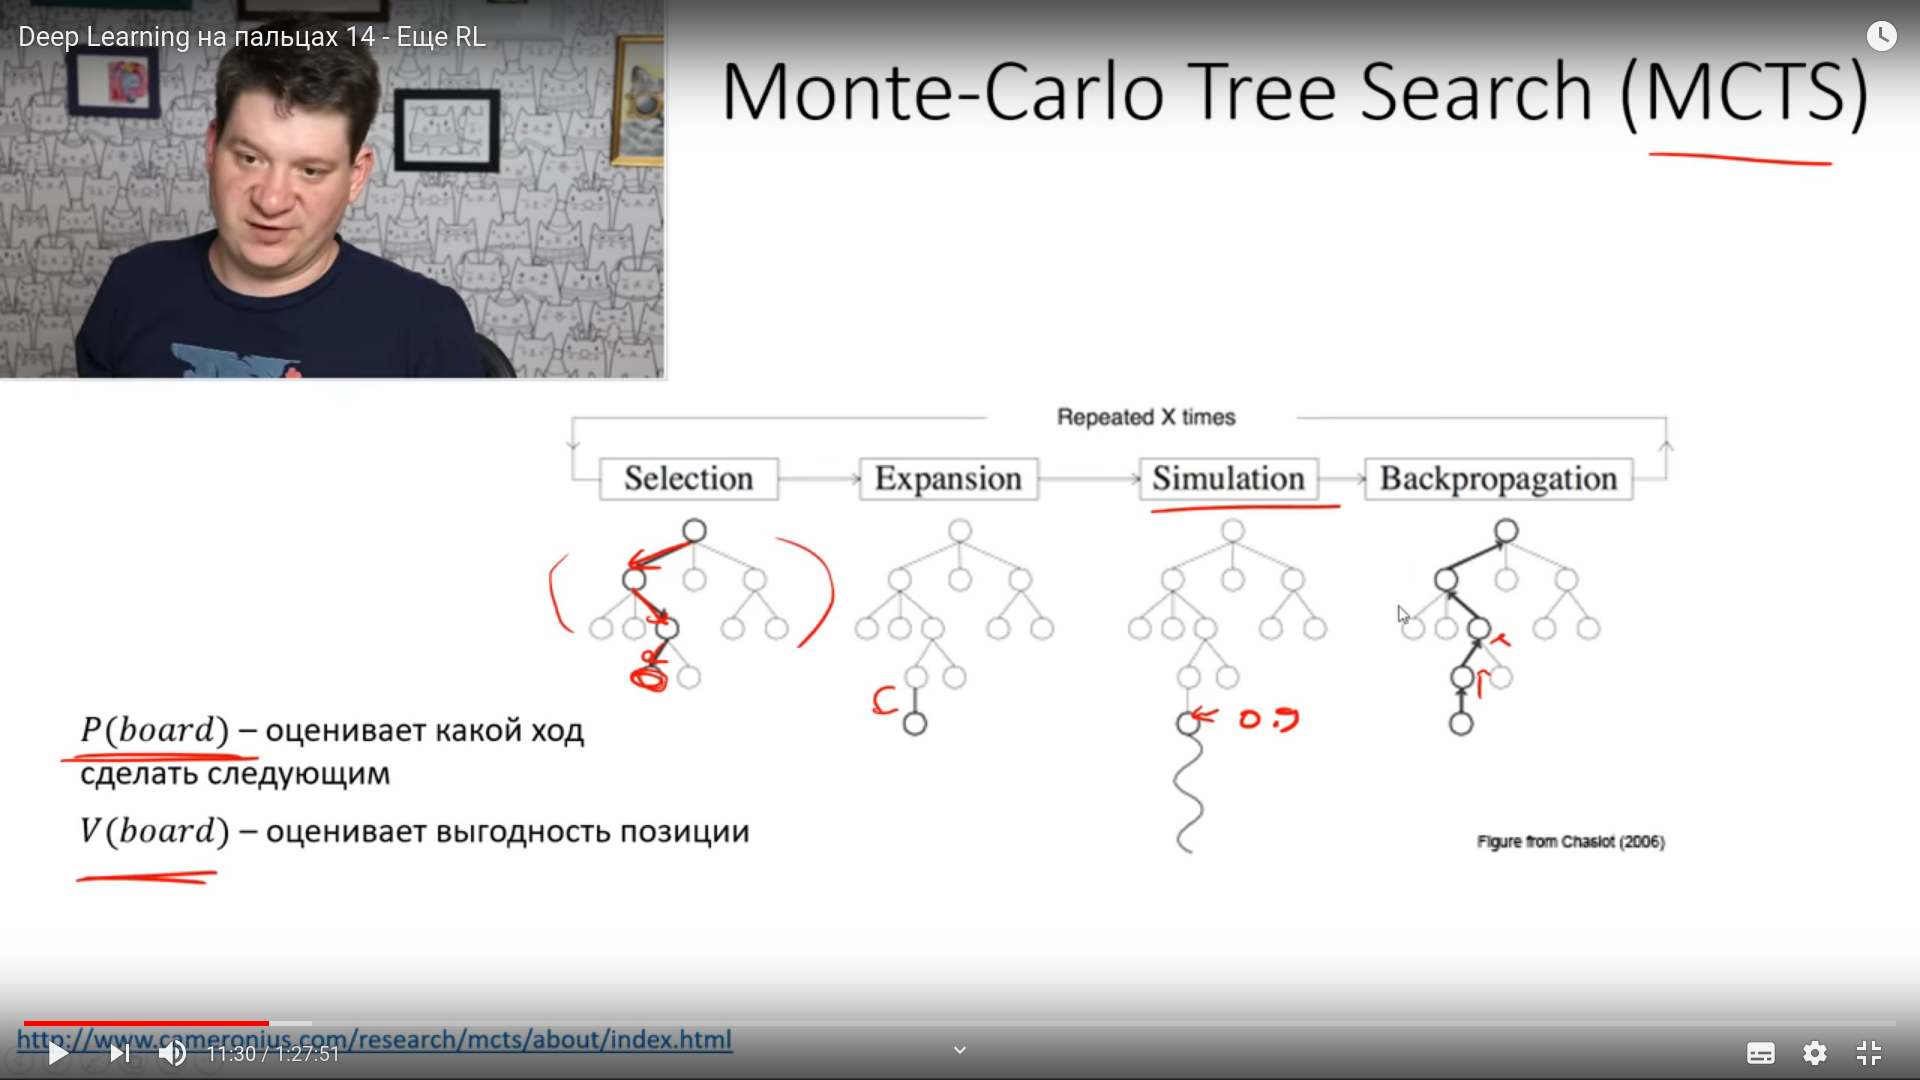 Deep Learning на пальцах 14 - Еще RL
Monte-Carlo Tree Search (MCTS)
Repeated X times
Selection
Expansion
Simulation
Backpropagation
0.9
P(board) – оценивает какой ход
сделать следующим
V(board) – оценивает выгодность позиции
Figure from Chaslot (2006)
http://www.cameronius.com/research/mcts/about/index.html
11:30 / 1:27:51